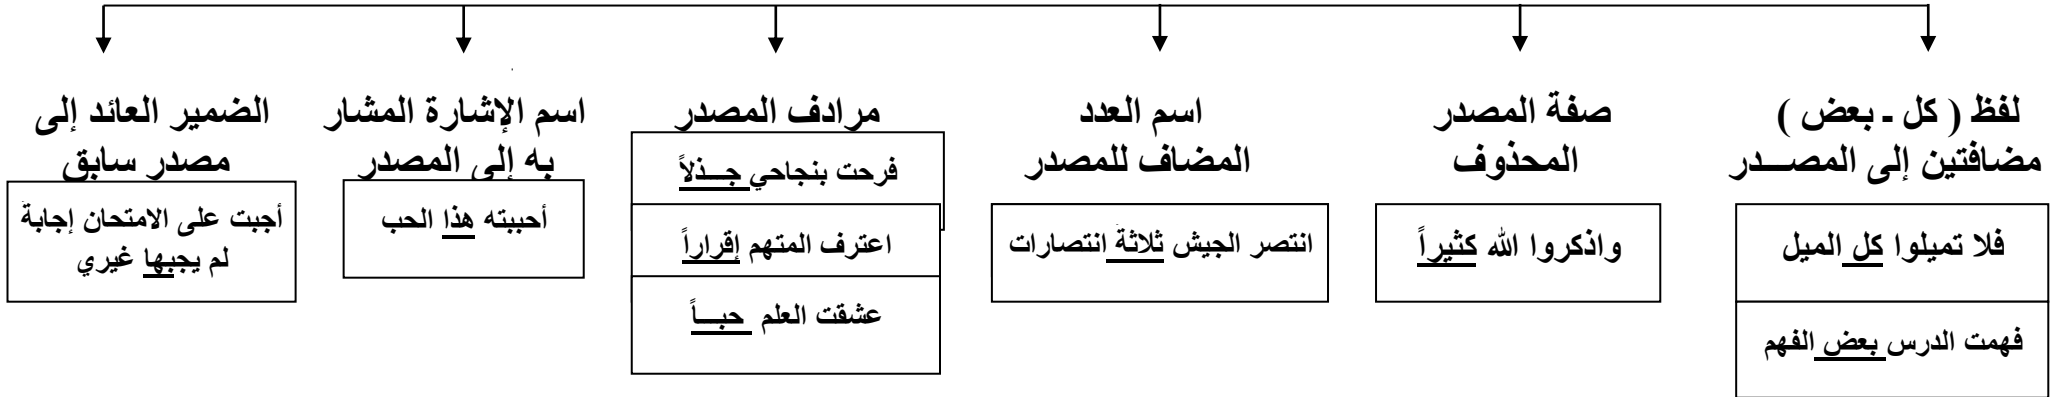 لفظ ( كل ـ بعض )
مضافتين إلى المصـــدر
فلا تميلوا كل الميل
فهمت الدرس بعض الفهم
صفة المصدر
المحذوف
واذكروا الله كثيراً
اسم العدد
المضاف للمصدر
انتصر الجيش ثلاثة انتصارات
مرادف المصدر
فرحت بنجاحي جـــذلاً
اعترف المتهم إقراراً
عشقت العلم حبـــاً
اسم الإشارة المشار
به إلى المصدر
أحببته هذا الحب
الضمير العائد إلى
مصدر سابق
أجبت على الامتحان إجابة
لم يجبها غيري